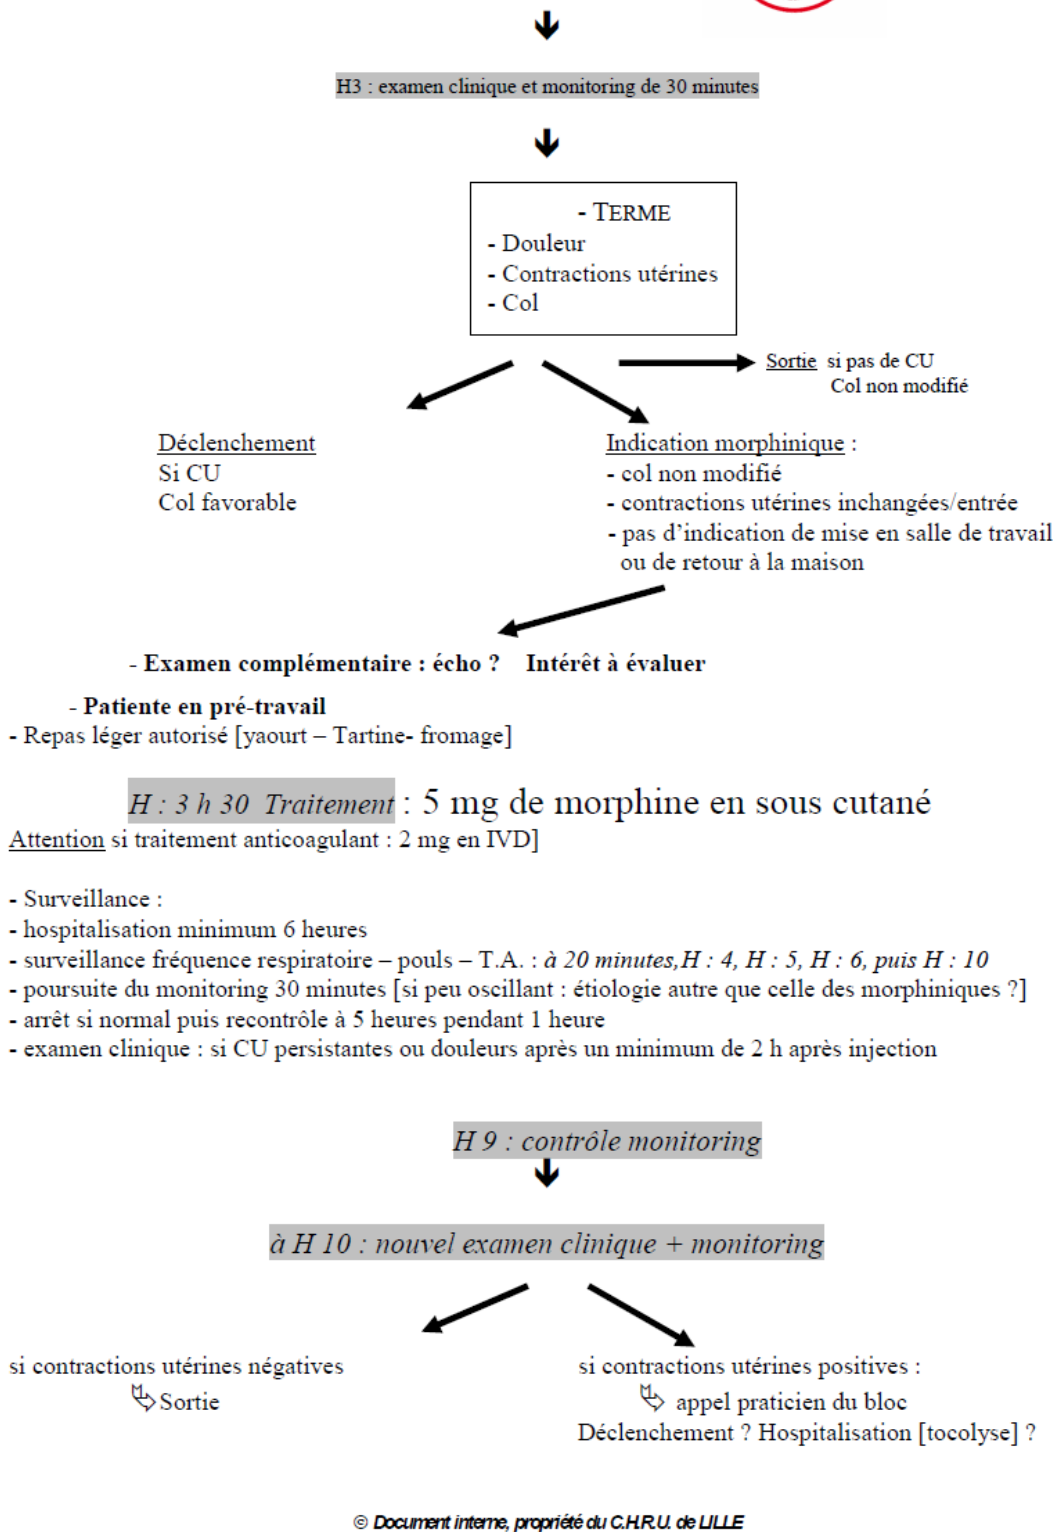 H3 : examen clinique et monitoring de 30 minutes
- TERME
- Douleur
- Contractions utérines
- Col
Sortie si pas de CU
Col non modifié
Déclenchement
Si CU
Col favorable
Indication morphinique :
- col non modifié
- contractions utérines inchangées/entrée
- pas d'indication de mise en salle de travail
ou de retour à la maison
- Examen complémentaire : écho ? Intérêt à évaluer
- Patiente en pré-travail
- Repas léger autorisé [yaourt – Tartine- fromage]
H : 3 h 30 Traitement : 5 mg de morphine en sous cutané
Attention si traitement anticoagulant : 2 mg en IVD]
- Surveillance :
- hospitalisation minimum 6 heures
- surveillance fréquence respiratoire – pouls – T.A. : à 20 minutes, H : 4, H : 5, H : 6, puis H : 10
- poursuite du monitoring 30 minutes [si peu oscillant : étiologie autre que celle des morphiniques ?]
- arrêt si normal puis recontrôle à 5 heures pendant 1 heure
- examen clinique : si CU persistantes ou douleurs après un minimum de 2 h après injection
H 9 : contrôle monitoring
à H 10 : nouvel examen clinique + monitoring
si contractions utérines négatives
Sortie
si contractions utérines positives :
appel praticien du bloc
Déclenchement ? Hospitalisation [tocolyse] ?
© Document interne, propriété du C.H.R.U. de LILLE